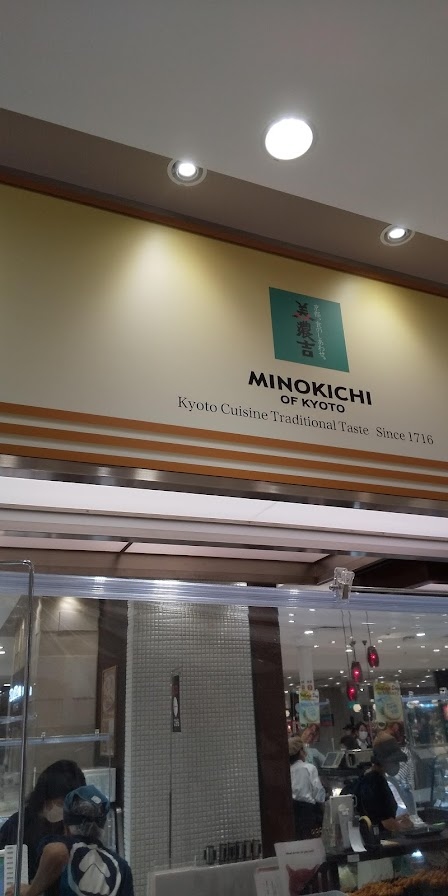 美濃吉
MINOKICHI
OF KYOTO
Kyoto Cuisine Traditional Taste Since 1716